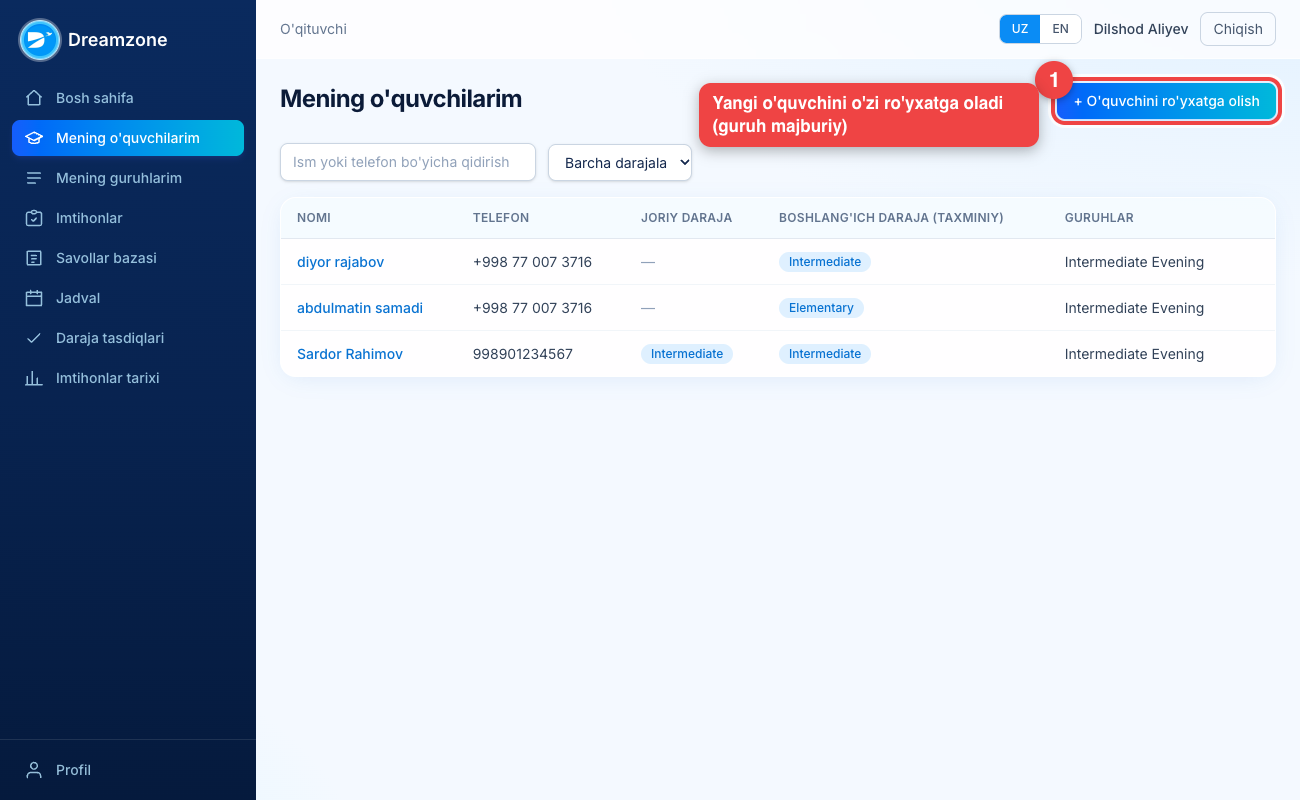 Dreamzone
O'qituvchi
UZ EN Dilshod Aliyev Chiqish
Bosh sahifa
Mening o'quvchilarim
Mening guruhlarim
Imtihonlar
Savollar bazasi
Jadval
Daraja tasdiqlari
Imtihonlar tarixi
Profil
Mening o'quvchilarim
Yangi o'quvchini o'zi ro'yxatga oladi
(guruh majburiy)
1
+ O'quvchini ro'yxatga olish
Ism yoki telefon bo'yicha qidirish
Barcha darajala
NOMI TELEFON JORIY DARAJA BOSHLANG'ICH DARAJA (TAXMINIY) GURUHLAR
diyor rajabov +998 77 007 3716 — Intermediate Intermediate Evening
abdulmatin samadi +998 77 007 3716 — Elementary Intermediate Evening
Sardor Rahimov 998901234567 Intermediate Intermediate Intermediate Evening